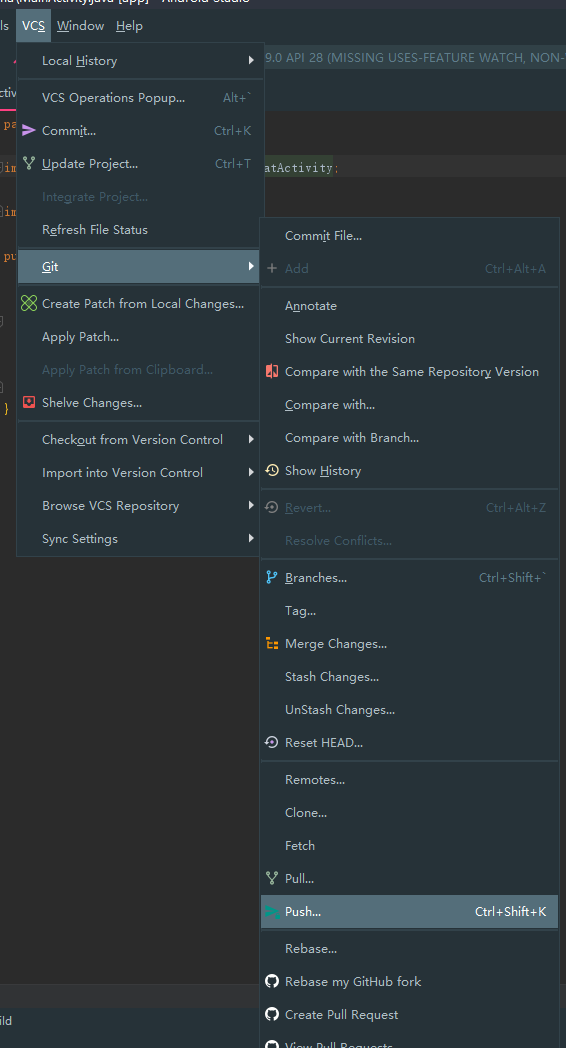 VCS Window Help
Local History
VCS Operations Popup... Alt+`
Commit... Ctrl+K
Update Project... Ctrl+T
Integrate Project...
Refresh File Status
Git
Create Patch from Local Changes...
Apply Patch...
Apply Patch from Clipboard...
Shelve Changes...
Checkout from Version Control
Import into Version Control
Browse VCS Repository
Sync Settings
9.0 API 28 (MISSING USES-FEATURE WATCH, NON-
atActivity;
Commit File...
Add Ctrl+Alt+A
Annotate
Show Current Revision
Compare with the Same Repository Version
Compare with...
Compare with Branch...
Show History
Revert... Ctrl+Alt+Z
Resolve Conflicts...
Branches... Ctrl+Shift+`
Tag...
Merge Changes...
Stash Changes...
UnStash Changes...
Reset HEAD...
Remotes...
Clone...
Fetch
Pull...
Push... Ctrl+Shift+K
Rebase...
Rebase my GitHub fork
Create Pull Request
View Pull Requests